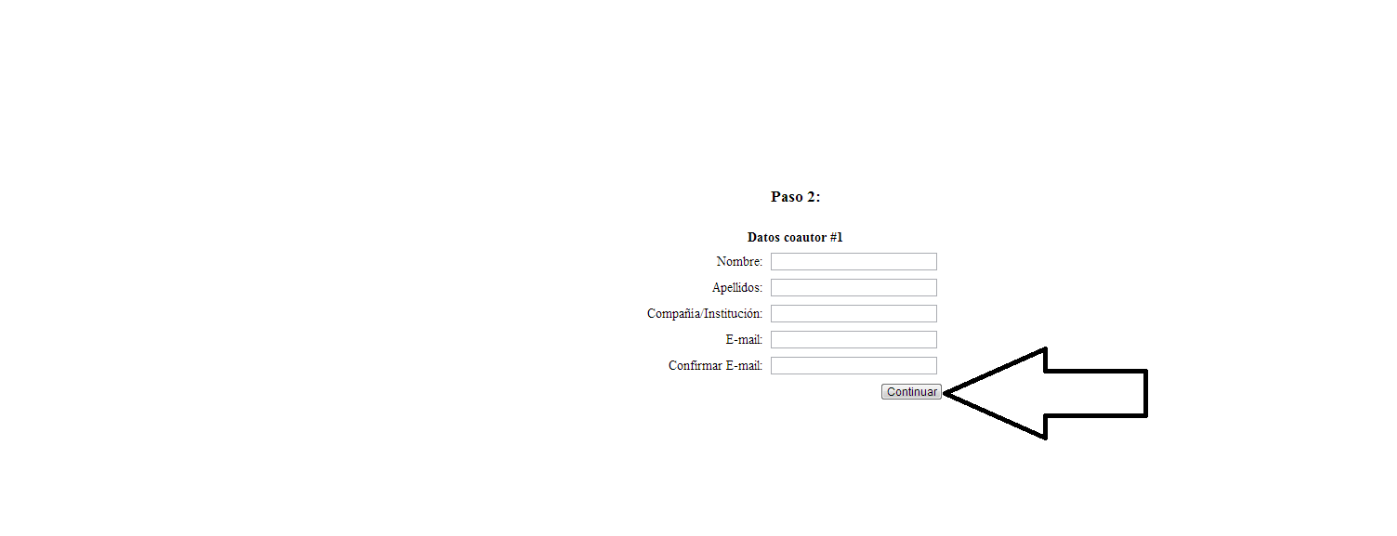 Paso 2:
Datos coautor #1
Nombre:
Apellidos:
Compañia/Institución:
E-mail:
Confirmar E-mail:
Continuar